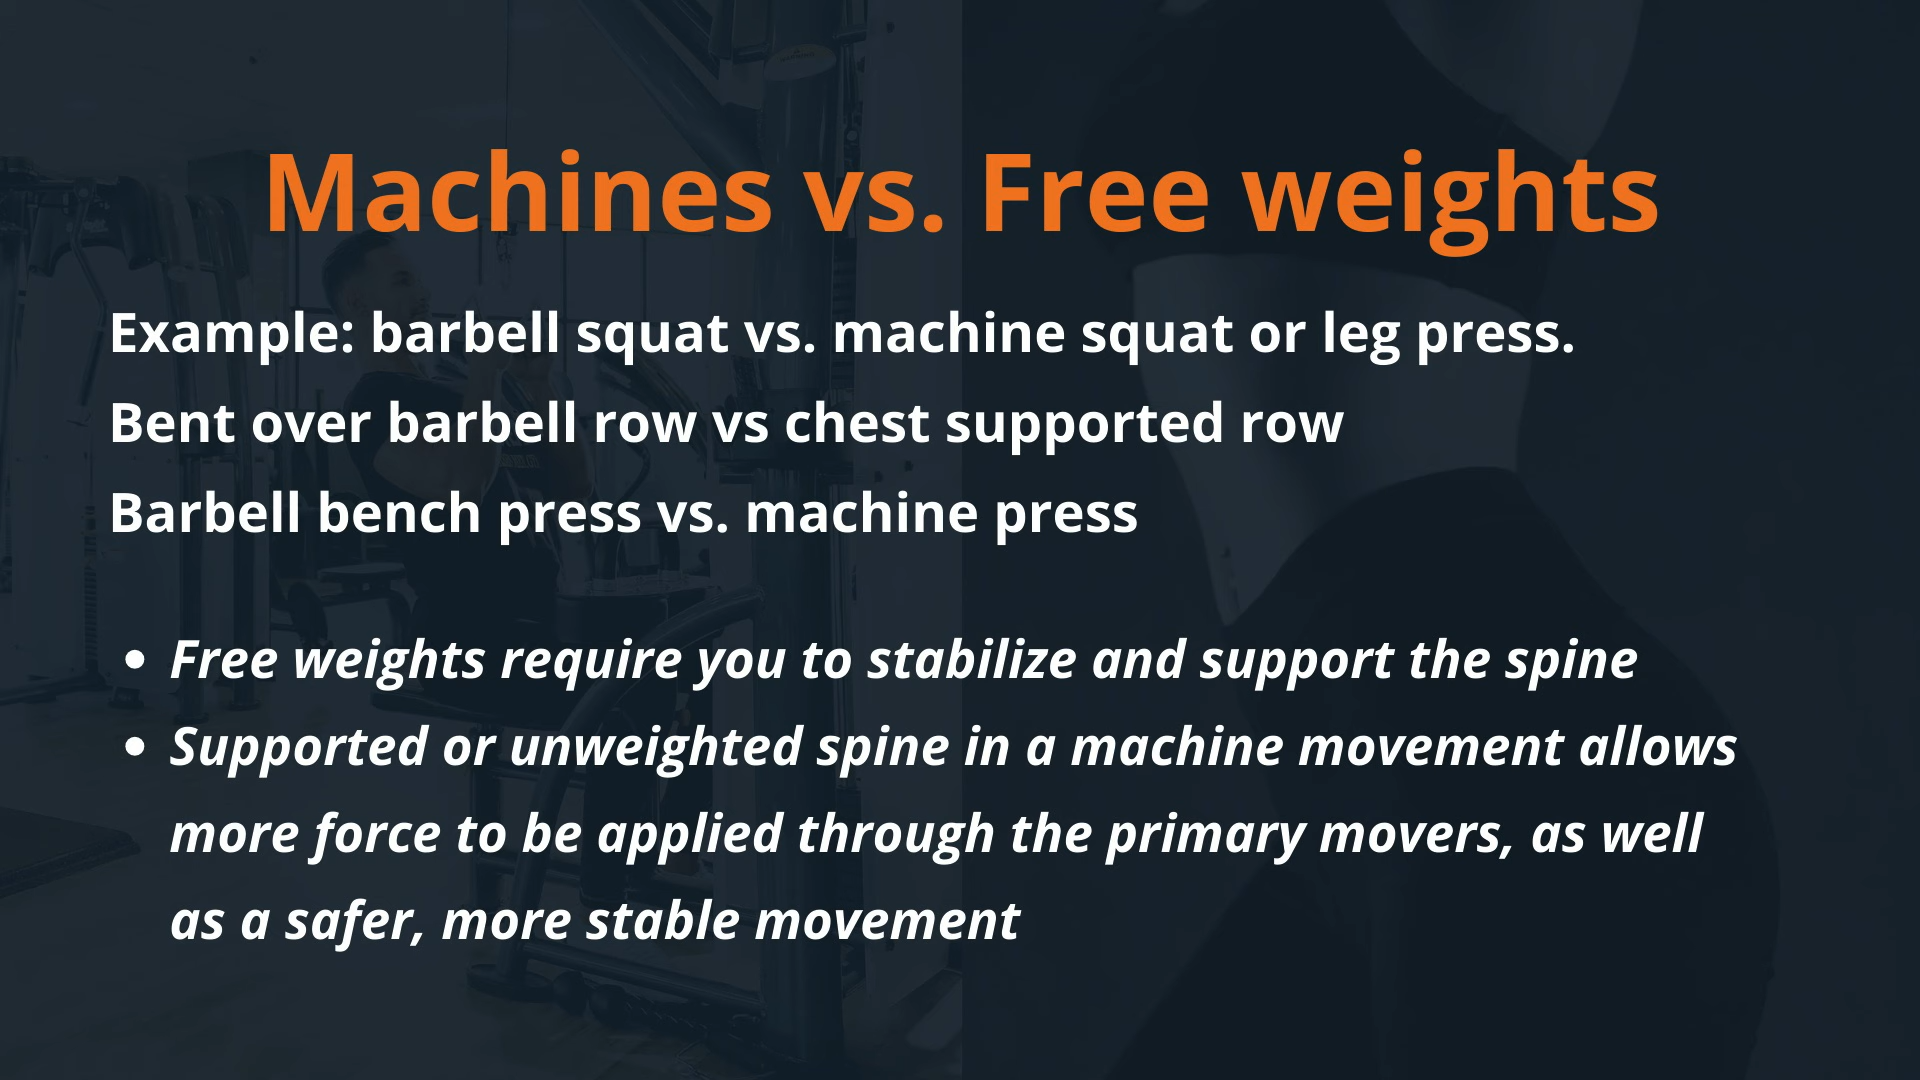 Machines vs. Free weights
Example: barbell squat vs. machine squat or leg press.
Bent over barbell row vs chest supported row
Barbell bench press vs. machine press
• Free weights require you to stabilize and support the spine
• Supported or unweighted spine in a machine movement allows
more force to be applied through the primary movers, as well
as a safer, more stable movement